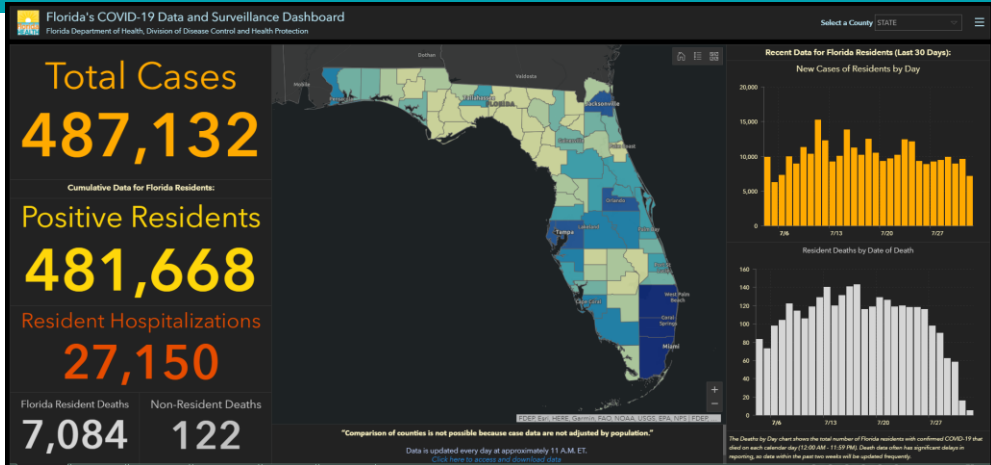 Florida's COVID-19 Data and Surveillance Dashboard
Florida Department of Health, Division of Disease Control and Health Protection
Select a County
STATE
Total Cases
487,132
Cumulative Data for Florida Residents:
Positive Residents
481,668
Resident Hospitalizations
27,150
Florida Resident Deaths
7,084
Non-Resident Deaths
122
Dothan
Mobile
Valdosta
FLORIDA
Jacksonville
Gainesville
Palm Coast
Orlando
Tampa
Lakeland
Palm Bay
Cape Coral
West Palm
Beach
Coral
Springs
Miami
FDEP, Esri, HERE, Garmin, FAO, NOAA, USGS, EPA, NPS | FDEP
"Comparison of counties is not possible because case data are not adjusted by population."
Data is updated every day at approximately 11 A.M. ET.
Click here to access and download data
Recent Data for Florida Residents (Last 30 Days):
New Cases of Residents by Day
20,000
15,000
10,000
5,000
0
7/6 7/13 7/20 7/27
Resident Deaths by Date of Death
160
140
120
100
80
60
40
20
0
7/6 7/13 7/20 7/27
The Deaths by Day chart shows the total number of Florida residents with confirmed COVID-19 that
died on each calendar day (12:00 AM - 11:59 PM). Death data often has significant delays in
reporting, so data within the past two weeks will be updated frequently.